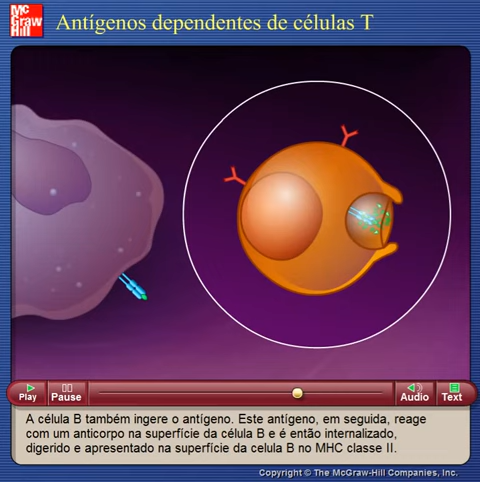 Mc
Graw
Hill
Antígenos dependentes de células T
Play
Pause
Audio
Text
A célula B também ingere o antígeno. Este antígeno, em seguida, reage
com um anticorpo na superfície da célula B e é então internalizado,
digerido e apresentado na superfície da celula B no MHC classe II.
Copyright © The McGraw-Hill Companies, Inc.